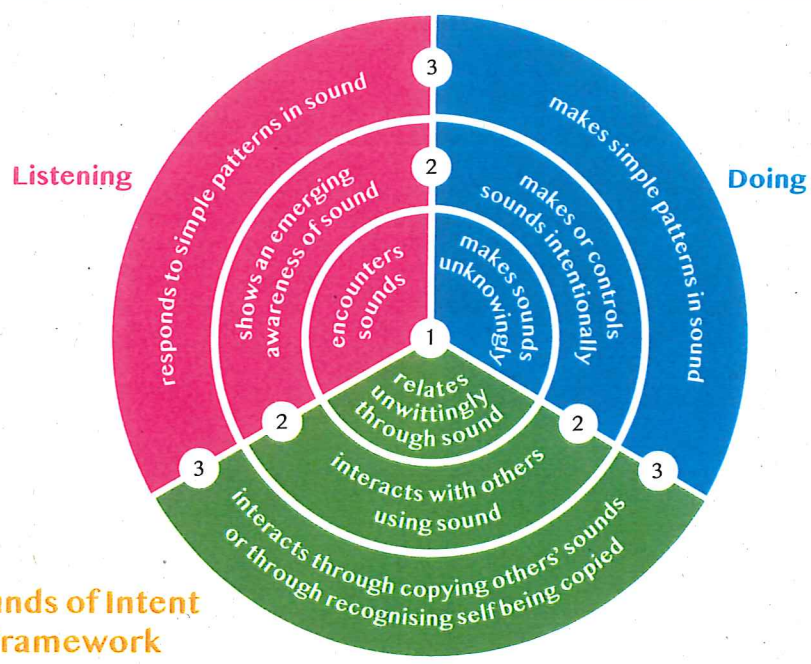 Listening
Doing
3
responds to simple patterns in sound
2
shows an emerging
awareness of sound
encounters
sounds
1
makes simple patterns in sound
makes or controls
sounds intentionally
makes sounds
unknowingly
relates
unwittingly
through sound
2
2
interacts with others
using sound
3
3
interacts through copying others' sounds
or through recognising self being copied
of Intent